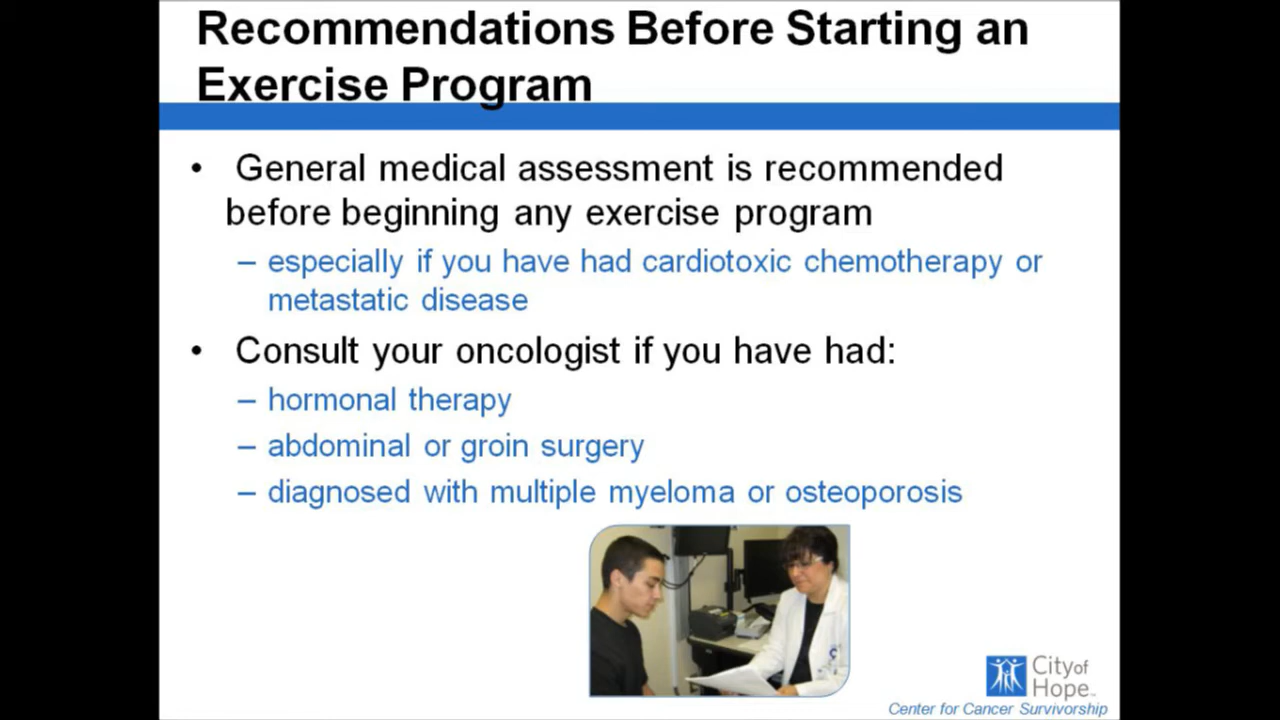 Recommendations Before Starting an
Exercise Program
• General medical assessment is recommended
before beginning any exercise program
– especially if you have had cardiotoxic chemotherapy or
metastatic disease
• Consult your oncologist if you have had:
– hormonal therapy
– abdominal or groin surgery
– diagnosed with multiple myeloma or osteoporosis
City of
Hope™
Center for Cancer Survivorship